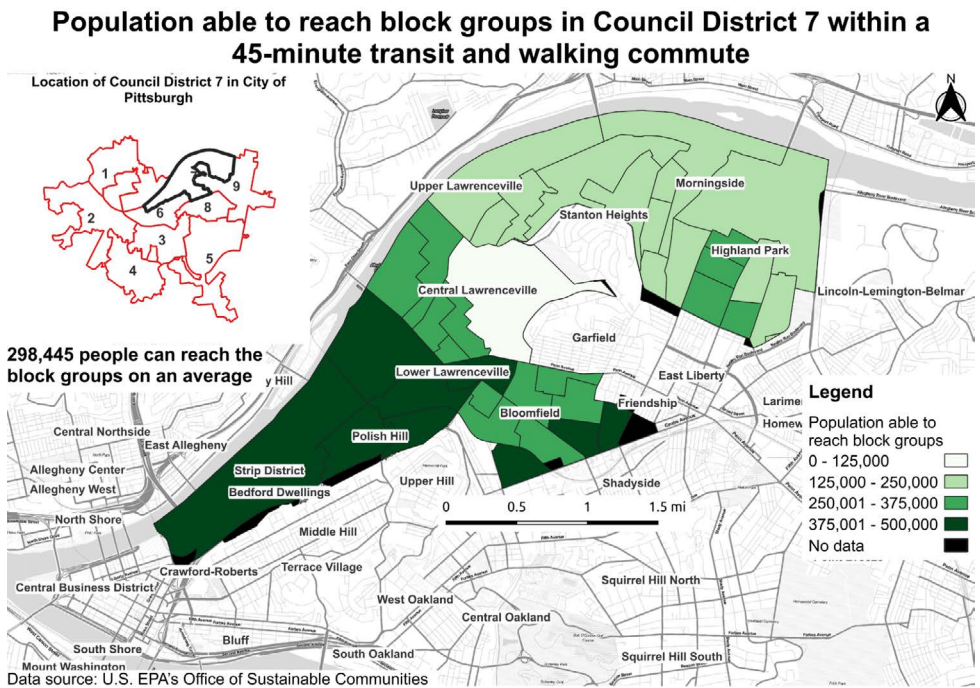 Population able to reach block groups in Council District 7 within a
45-minute transit and walking commute
Location of Council District 7 in City of
Pittsburgh
N
1
2
3
4
5
6
7
8
9
298,445 people can reach the
block groups on an average
Upper Lawrenceville
Morningside
Stanton Heights
Highland Park
Central Lawrenceville
Lincoln-Lemington-Belmar
Garfield
Lower Lawrenceville
East Liberty
Friendship
Bloomfield
Polish Hill
Strip District
Bedford Dwellings
Upper Hill
Shadyside
y Hill
Central Northside
East Allegheny
Allegheny Center
Allegheny West
North Shore
Middle Hill
Crawford-Roberts
Terrace Village
Central Business District
West Oakland
Squirrel Hill North
Central Oakland
Bluff
South Shore
South Oakland
Squirrel Hill South
Mount Washington
Larime
Homew
0 0.5 1 1.5 mi
Legend
Population able to
reach block groups
0 - 125,000
125,000 - 250,000
250,001 - 375,000
375,001 - 500,000
No data
Data source: U.S. EPA's Office of Sustainable Communities